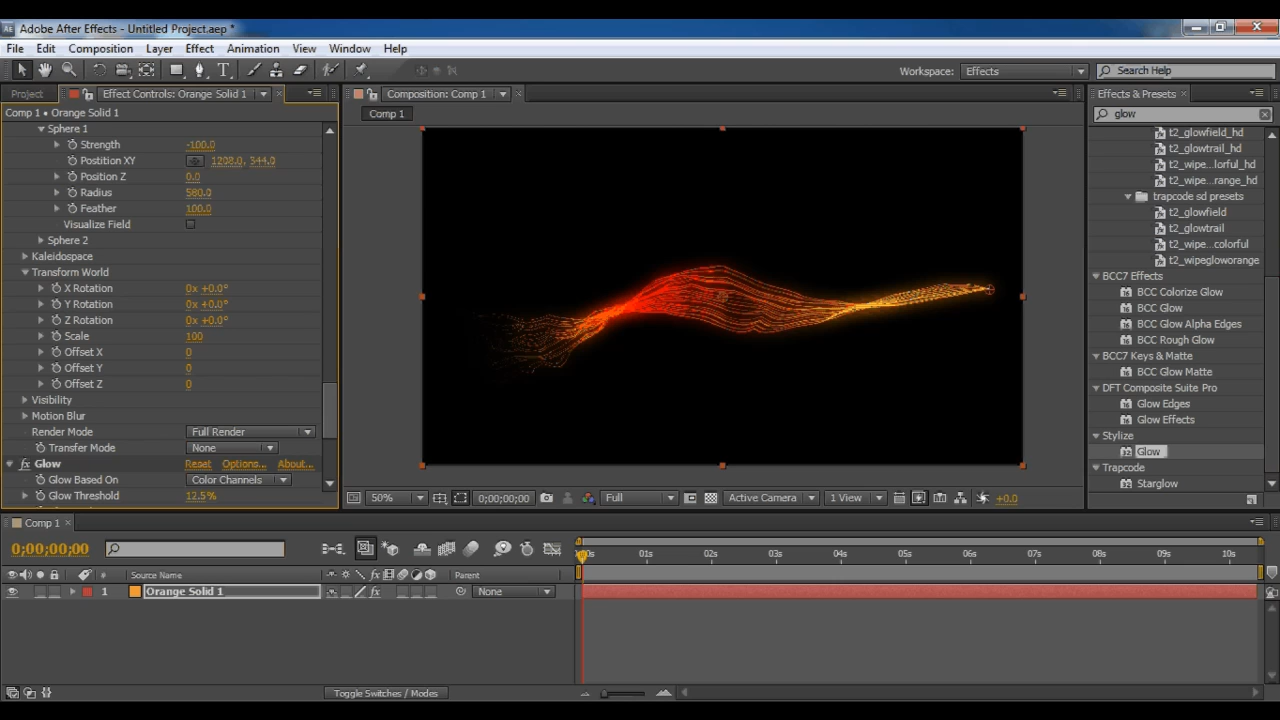 Adobe After Effects - Untitled Project.aep *
File Edit Composition Layer Effect Animation View Window Help
Workspace: Effects Search Help
Project Effect Controls: Orange Solid 1
Comp 1 • Orange Solid 1
Sphere 1
Strength -100.0
Position XY 1208.0, 344.0
Position Z 0.0
Radius 580.0
Feather 100.0
Visualize Field
Sphere 2
Kaleidospace
Transform World
X Rotation 0x +0.0°
Y Rotation 0x +0.0°
Z Rotation 0x +0.0°
Scale 100
Offset X 0
Offset Y 0
Offset Z 0
Visibility
Motion Blur
Render Mode Full Render
Transfer Mode None
fx Glow Reset Options... About...
Glow Based On Color Channels
Glow Threshold 12.5%
Composition: Comp 1
Comp 1
50% 0;00;00;00 Full Active Camera 1 View +0.0
Effects & Presets
glow
t2_glowfield_hd
t2_glowtrail_hd
t2_wipe...lorful_hd
t2_wipe...range_hd
trapcode sd presets
t2_glowfield
t2_glowtrail
t2_wipe...colorful
t2_wipegloworange
BCC7 Effects
BCC Colorize Glow
BCC Glow
BCC Glow Alpha Edges
BCC Rough Glow
BCC7 Keys & Matte
BCC Glow Matte
DFT Composite Suite Pro
Glow Edges
Glow Effects
Stylize
Glow
Trapcode
Starglow
Comp 1
0;00;00;00
:00s 01s 02s 03s 04s 05s 06s 07s 08s 09s 10s
# Source Name fx Parent
1 Orange Solid 1 fx None
Toggle Switches / Modes